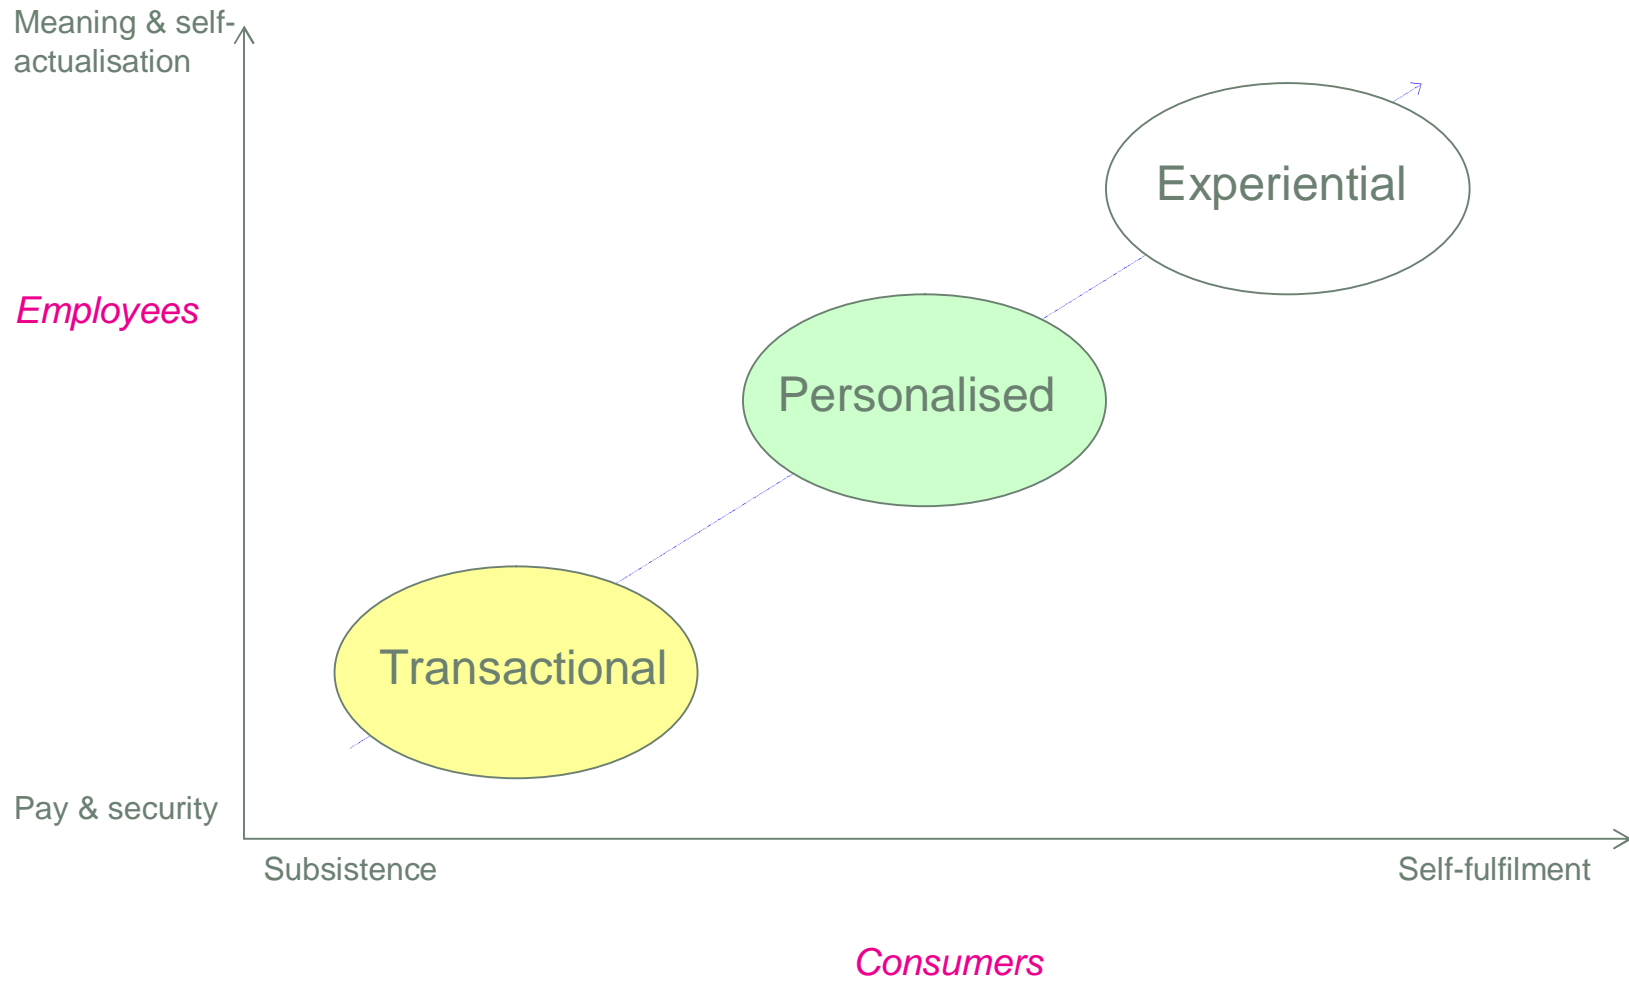 Meaning & self-
actualisation
Experiential
Employees
Personalised
Transactional
Pay & security
Subsistence
Self-fulfilment
Consumers